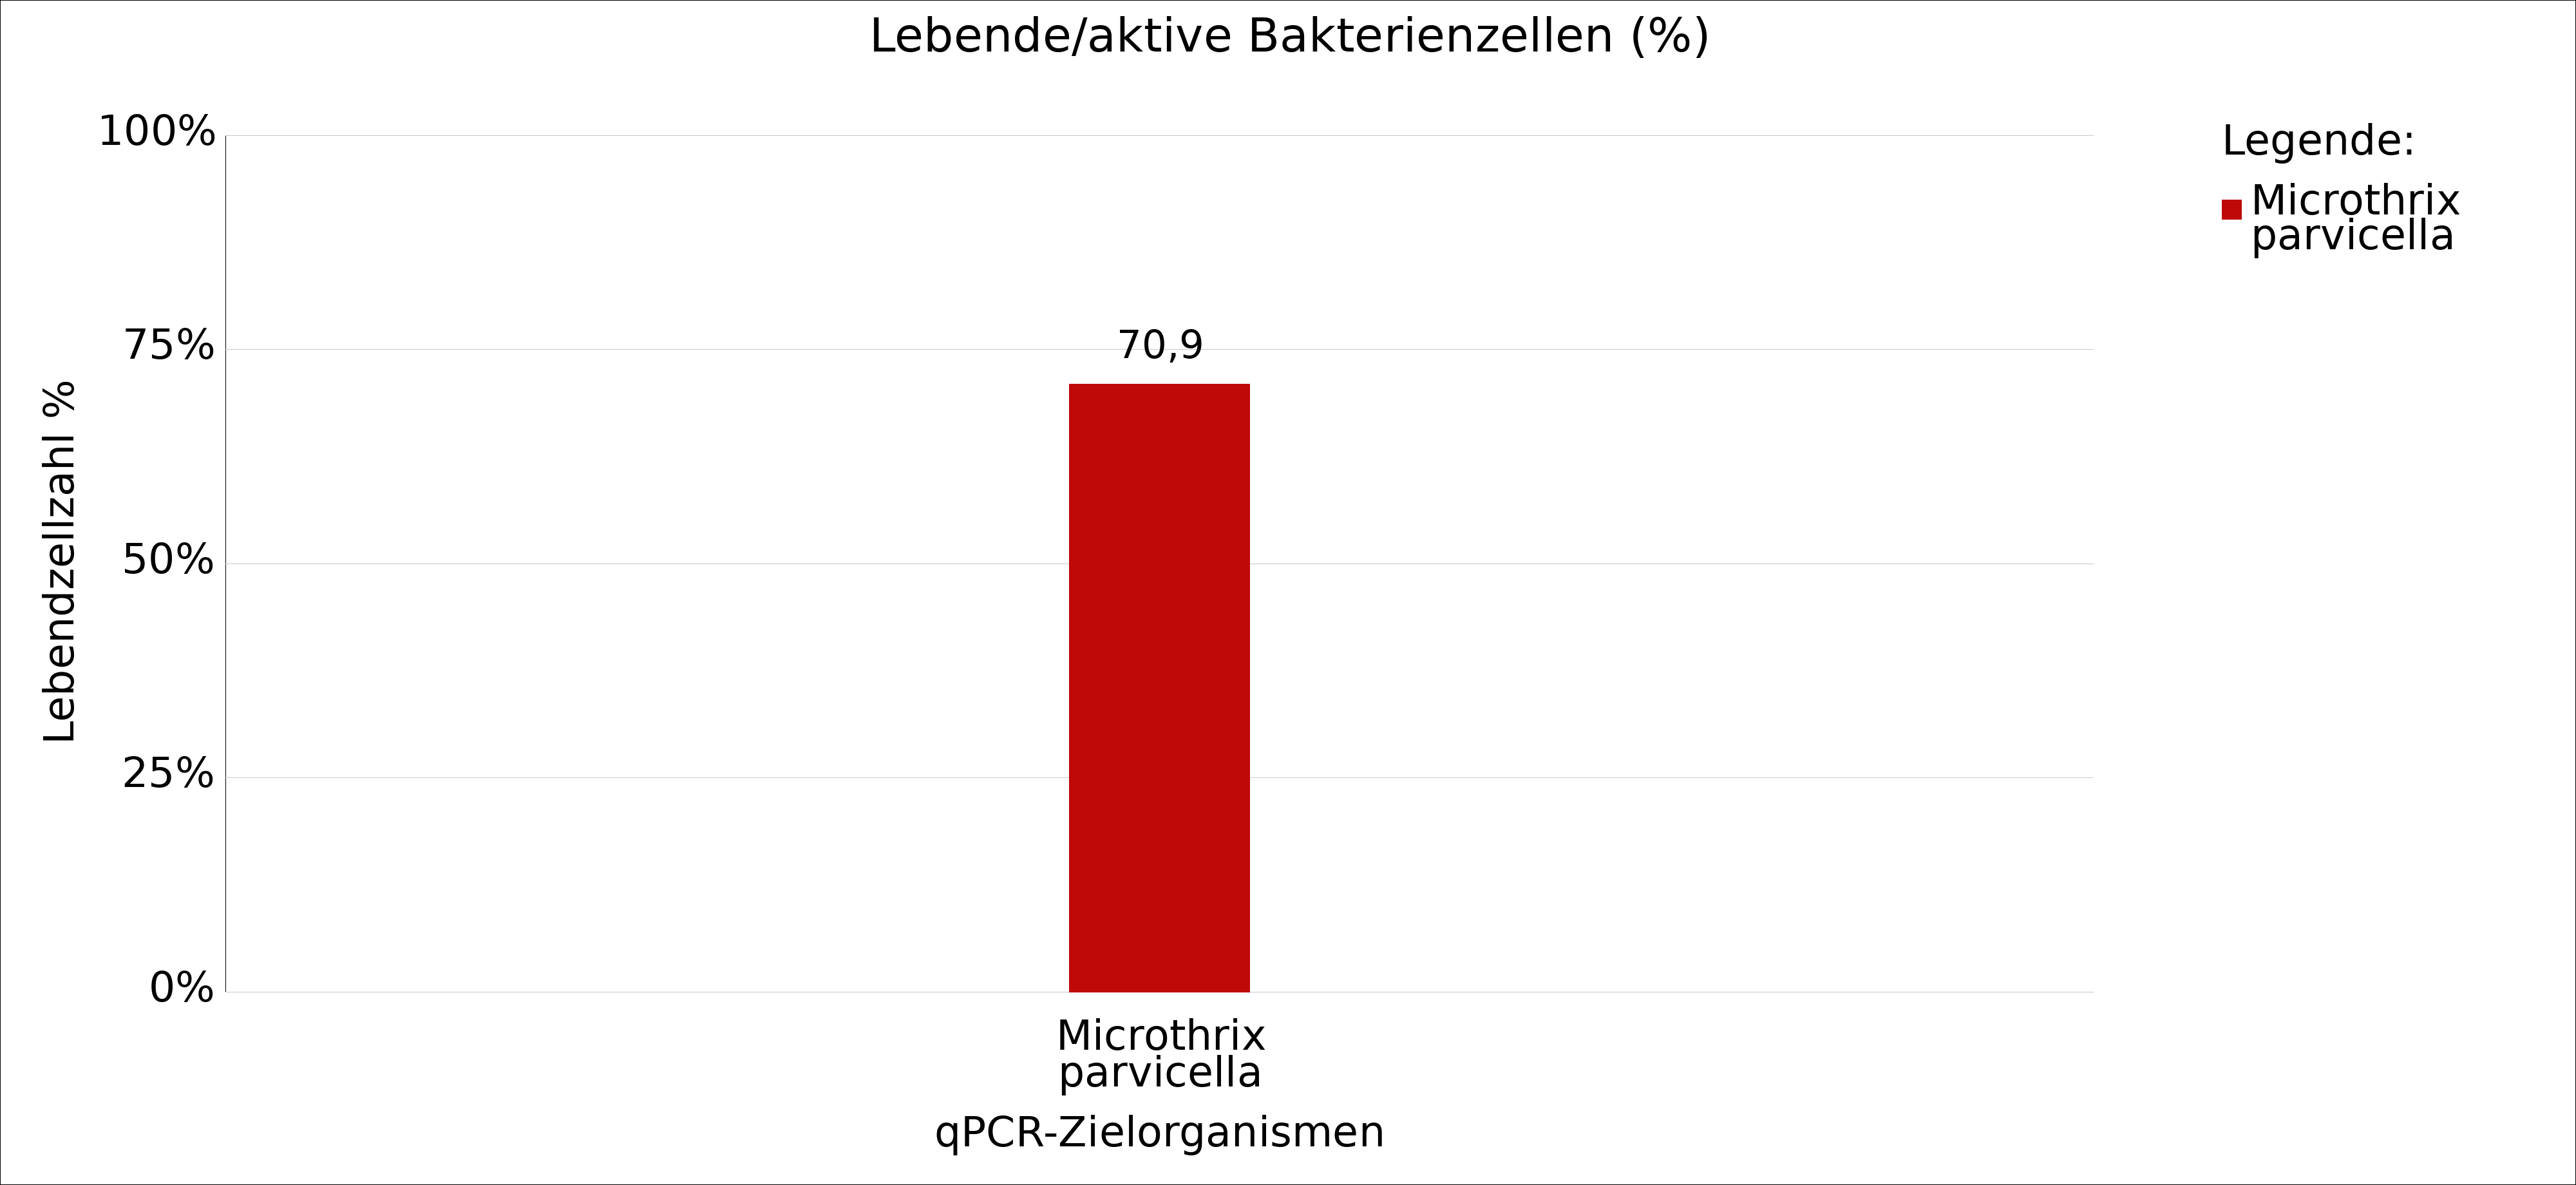 Lebende/aktive Bakterienzellen (%)
100%
75%
50%
25%
0%
Lebendzellzahl %
70,9
Microthrix
parvicella
qPCR-Zielorganismen
Legende:
Microthrix
parvicella